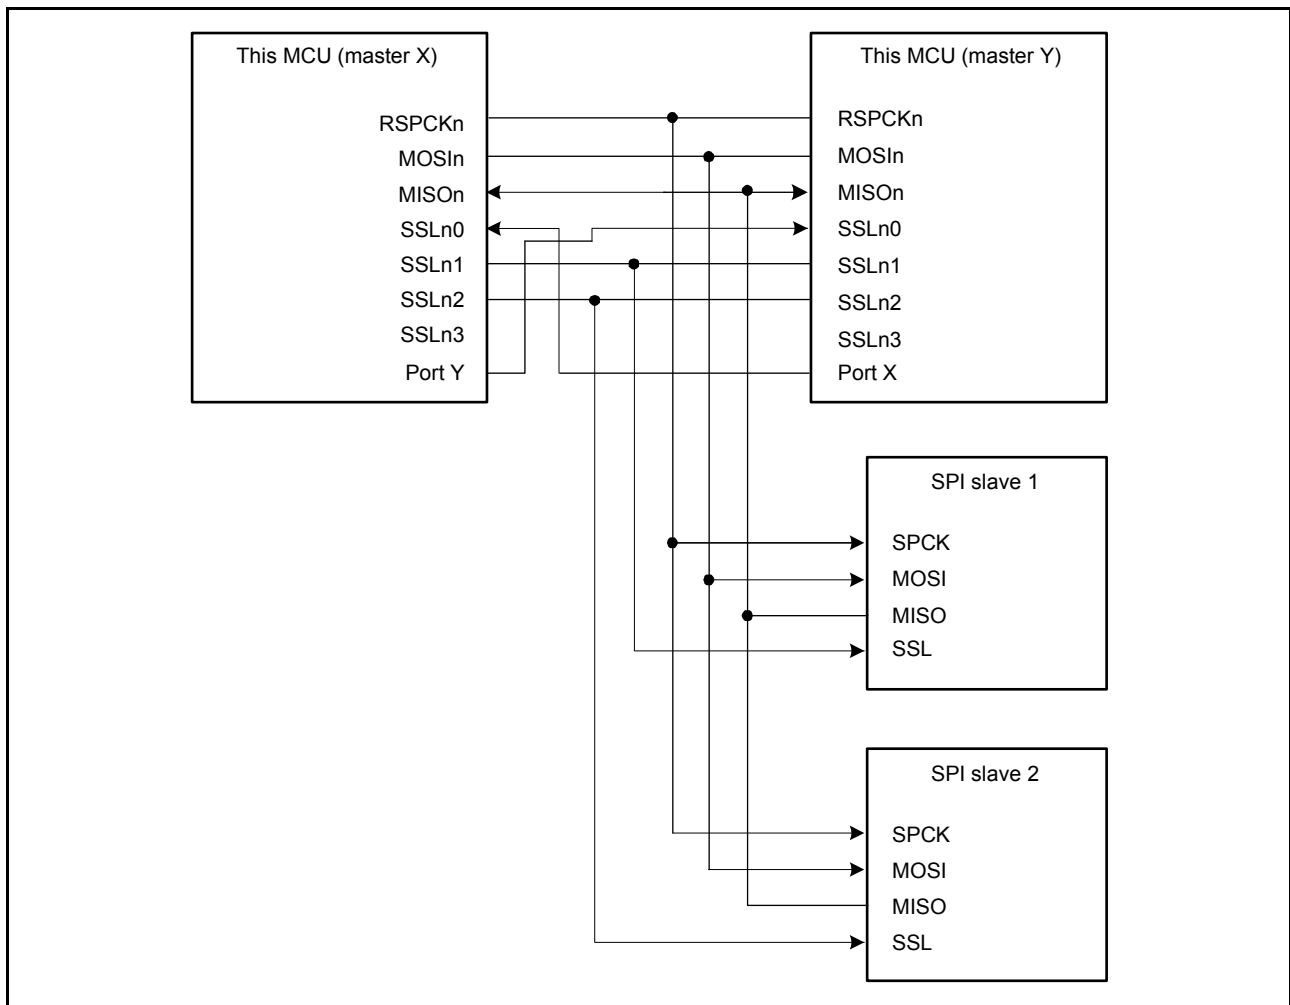 This MCU (master X)
RSPCKn
MOSIn
MISOn
SSLn0
SSLn1
SSLn2
SSLn3
Port Y
This MCU (master Y)
RSPCKn
MOSIn
MISOn
SSLn0
SSLn1
SSLn2
SSLn3
Port X
SPI slave 1
SPCK
MOSI
MISO
SSL
SPI slave 2
SPCK
MOSI
MISO
SSL